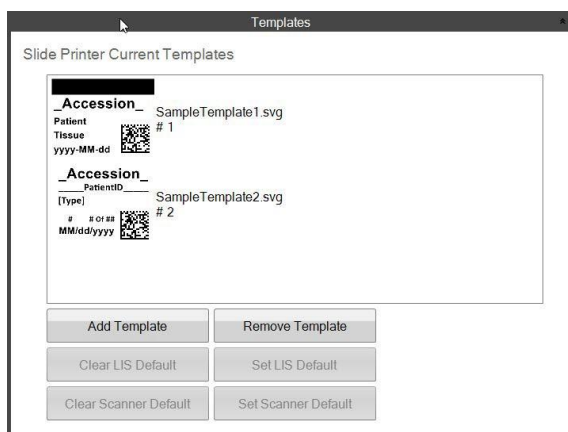 Templates
Slide Printer Current Templates
_Accession_
Patient
Tissue
yyyy-MM-dd
SampleTemplate1.svg
# 1
_Accession_
_____PatientID_____
[Type]
# # Of ##
MM/dd/yyyy
SampleTemplate2.svg
# 2
Add Template
Remove Template
Clear LIS Default
Set LIS Default
Clear Scanner Default
Set Scanner Default